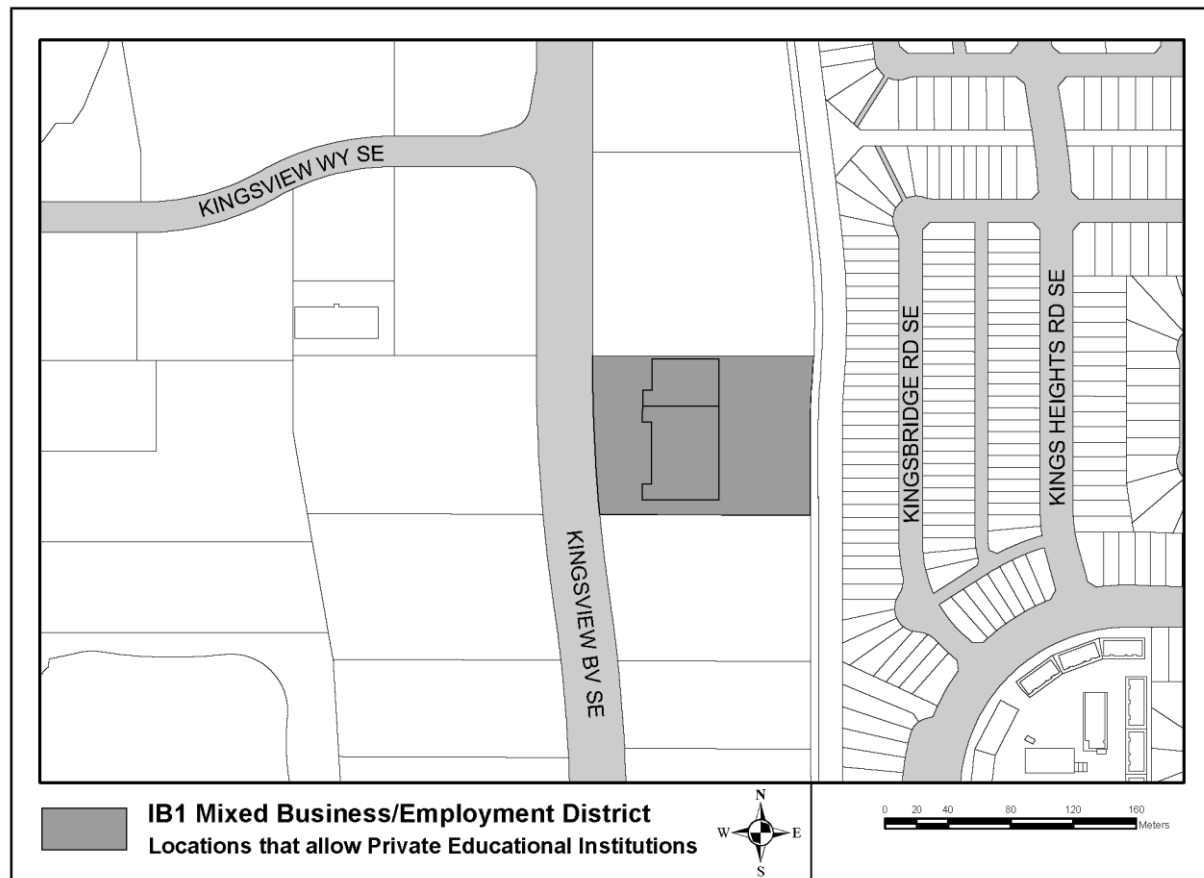 KINGSVIEW WY SE
KINGSBRIDGE RD SE
KINGS HEIGHTS RD SE
KINGSVIEW BV SE
IB1 Mixed Business/Employment District
Locations that allow Private Educational Institutions
N
W E
S
0 20 40 80 120 160
Meters